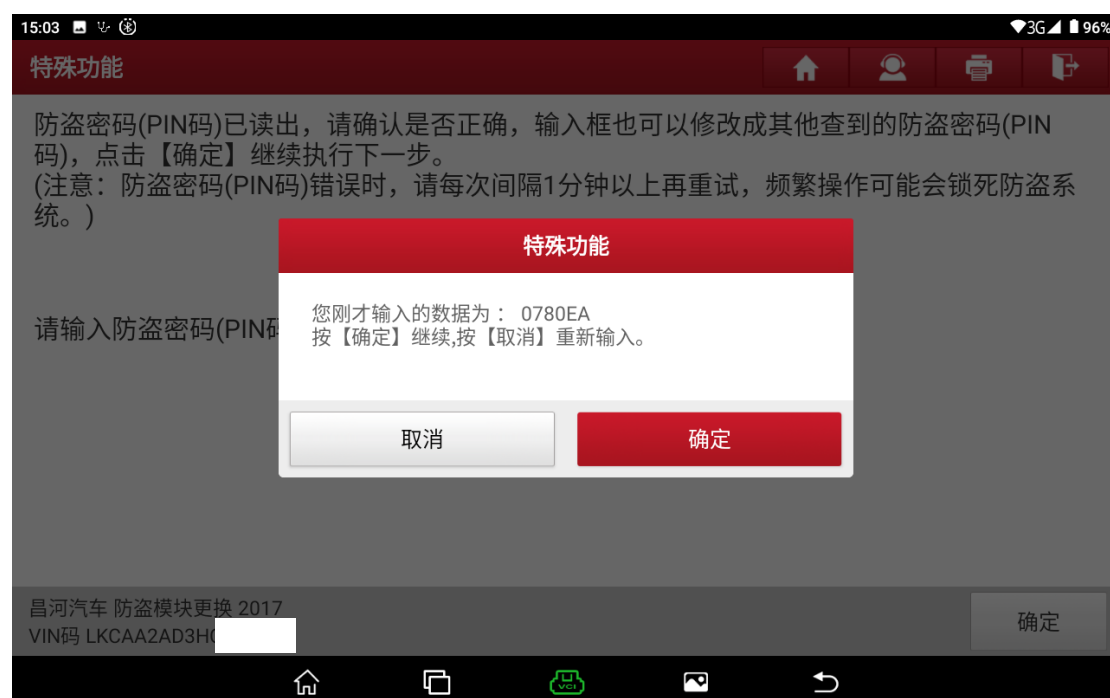 15:03
3G 96%
特殊功能
防盗密码(PIN码)已读出，请确认是否正确，输入框也可以修改成其他查到的防盗密码(PIN
码)，点击【确定】继续执行下一步。
(注意：防盗密码(PIN码)错误时，请每次间隔1分钟以上再重试，频繁操作可能会锁死防盗系
统。)
特殊功能
您刚才输入的数据为： 0780EA
按【确定】继续,按【取消】重新输入。
请输入防盗密码(PIN码
取消
确定
昌河汽车 防盗模块更换 2017
VIN码 LKCAA2AD3H
确定
VCI